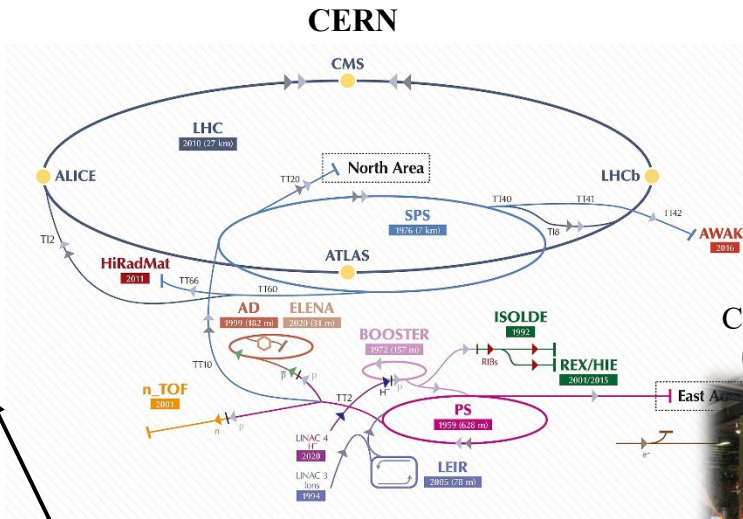 CERN
CMS
LHC
2010 (27 km)
North Area
TT20
ALICE
LHCb
TT40
TT41
SPS
1976 (7 km)
TI8
TT42
TI2
AWAK
2016
ATLAS
HiRadMat
2011
TT66
TT60
AD
1999 (182 m)
ELENA
2020 (31 m)
ISOLDE
1992
BOOSTER
1972 (157 m)
RIBs
REX/HIE
2001/2015
TT10
p
p
H-
p
n_TOF
2001
TT2
East A
n
p
PS
1959 (628 m)
LINAC 4
H-
2020
LEIR
2005 (78 m)
LINAC 3
Ions
1994
e-
C